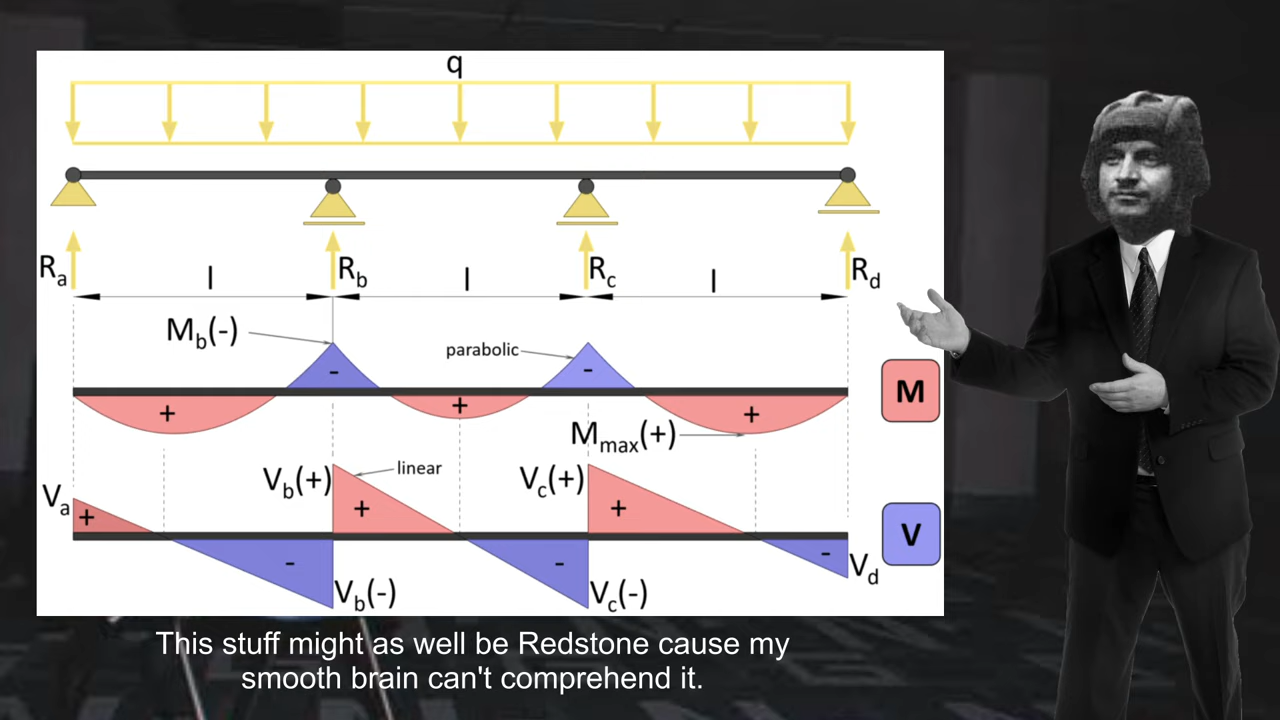 q
Ra
l
Rb
l
Rc
l
Rd
Mb(-)
parabolic
-
-
M
+
+
+
Mmax(+)
Va
Vb(+)
linear
Vc(+)
+
+
+
V
-
-
-
Vb(-)
Vc(-)
Vd
This stuff might as well be Redstone cause my
smooth brain can't comprehend it.